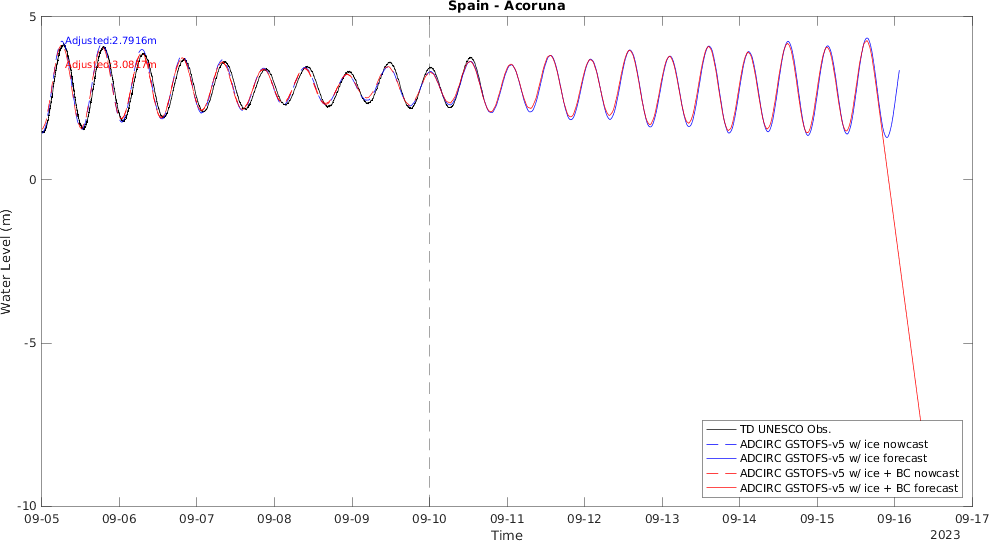 Spain - Acoruna
5
Adjusted:2.7916m
0
-5
-10
Water Level (m)
TD UNESCO Obs.
ADCIRC GSTOFS-v5 w/ ice nowcast
ADCIRC GSTOFS-v5 w/ ice forecast
ADCIRC GSTOFS-v5 w/ ice + BC nowcast
ADCIRC GSTOFS-v5 w/ ice + BC forecast
09-05 09-06 09-07 09-08 09-09 09-10 09-11 09-12 09-13 09-14 09-15 09-16 09-17
Time
2023